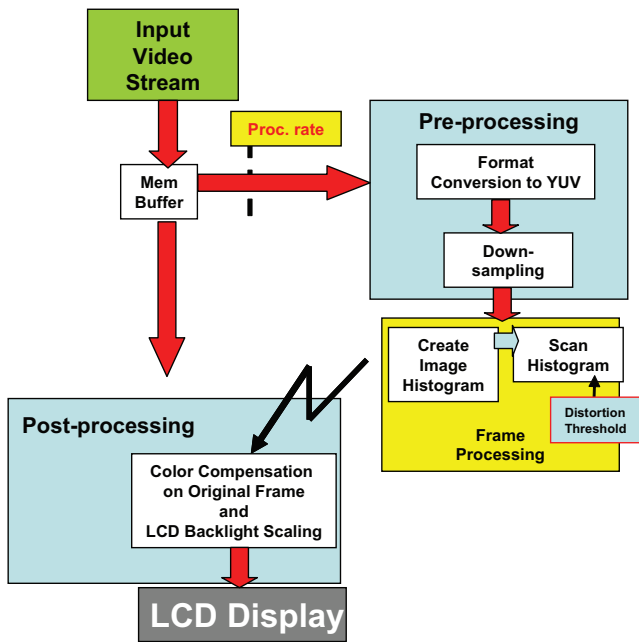 Input
Video
Stream
Proc. rate
Mem
Buffer
Pre-processing
Format
Conversion to YUV
Down-
sampling
Create
Image
Histogram
Scan
Histogram
Distortion
Threshold
Frame
Processing
Post-processing
Color Compensation
on Original Frame
and
LCD Backlight Scaling
LCD Display